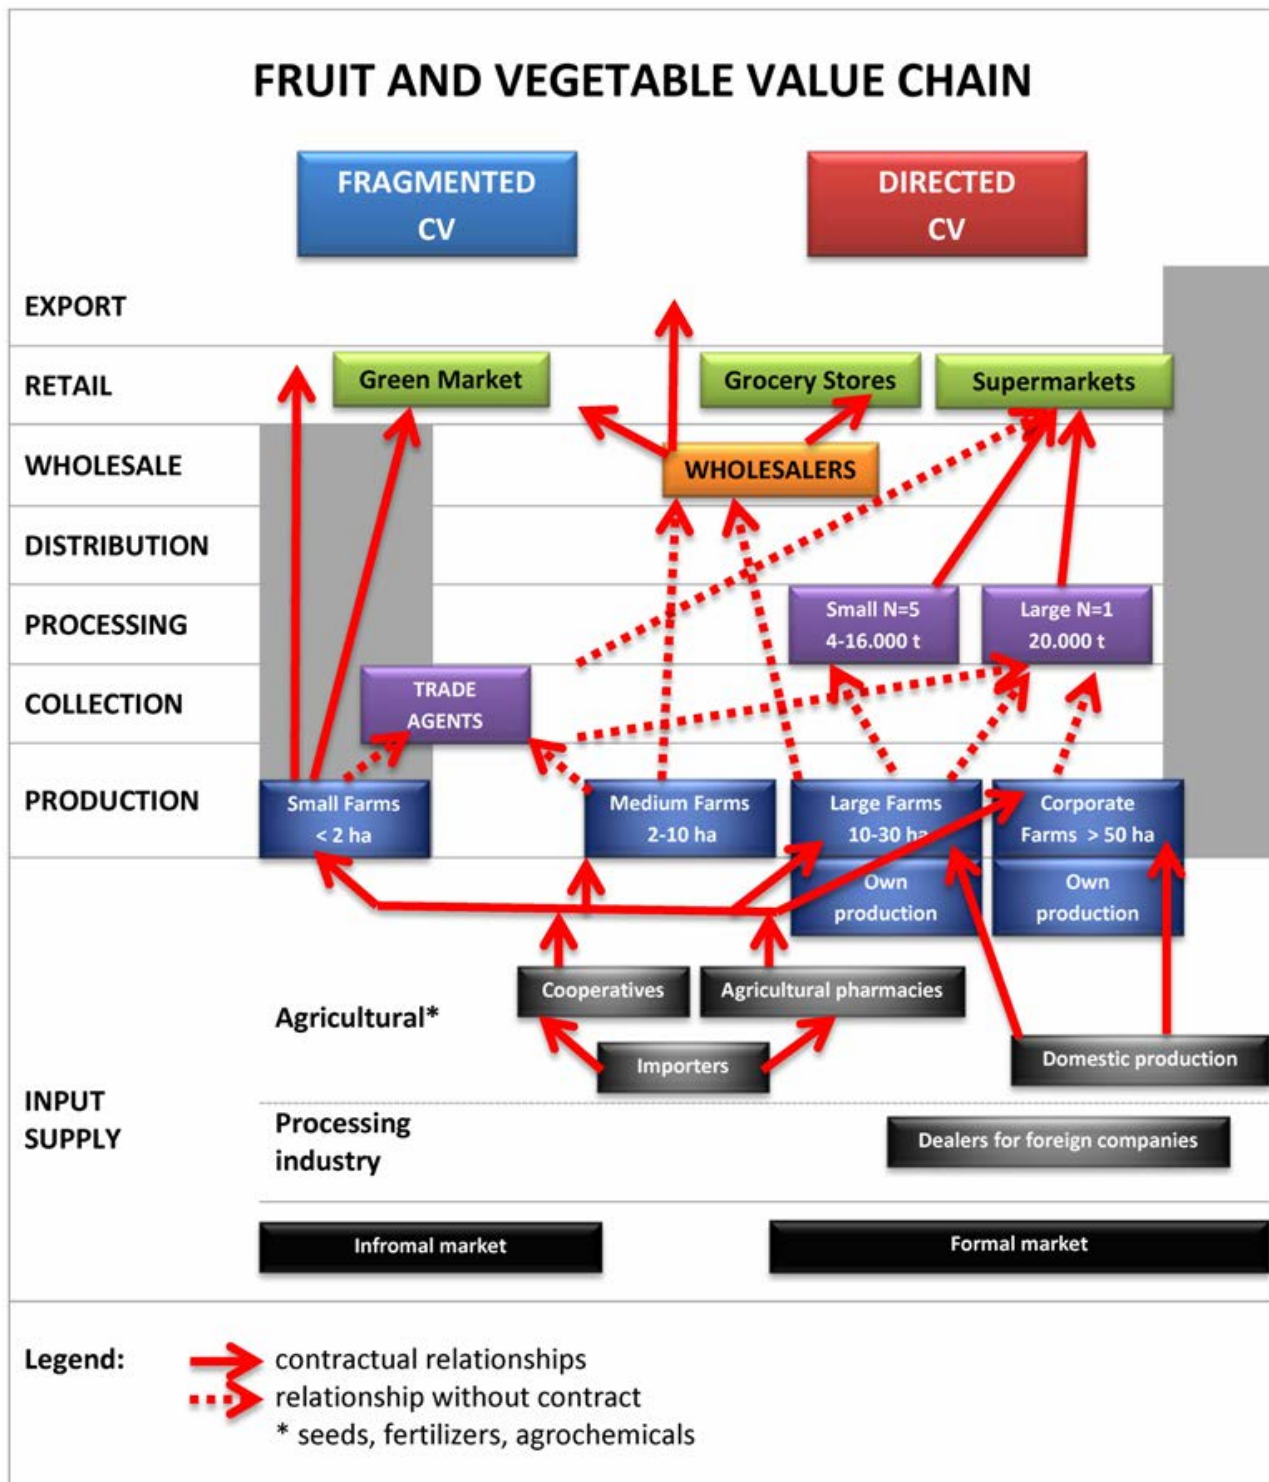 FRUIT AND VEGETABLE VALUE CHAIN
FRAGMENTED
CV
DIRECTED
CV
EXPORT
RETAIL
Green Market
Grocery Stores
Supermarkets
WHOLESALE
WHOLESALERS
DISTRIBUTION
PROCESSING
Small N=5
4-16.000 t
Large N=1
20.000 t
COLLECTION
TRADE
AGENTS
PRODUCTION
Small Farms
< 2 ha
Medium Farms
2-10 ha
Large Farms
10-30 ha
Corporate
Farms > 50 ha
Own
production
Own
production
INPUT
SUPPLY
Agricultural*
Cooperatives
Agricultural pharmacies
Importers
Domestic production
Processing
industry
Dealers for foreign companies
Infromal market
Formal market
Legend:
contractual relationships
relationship without contract
* seeds, fertilizers, agrochemicals